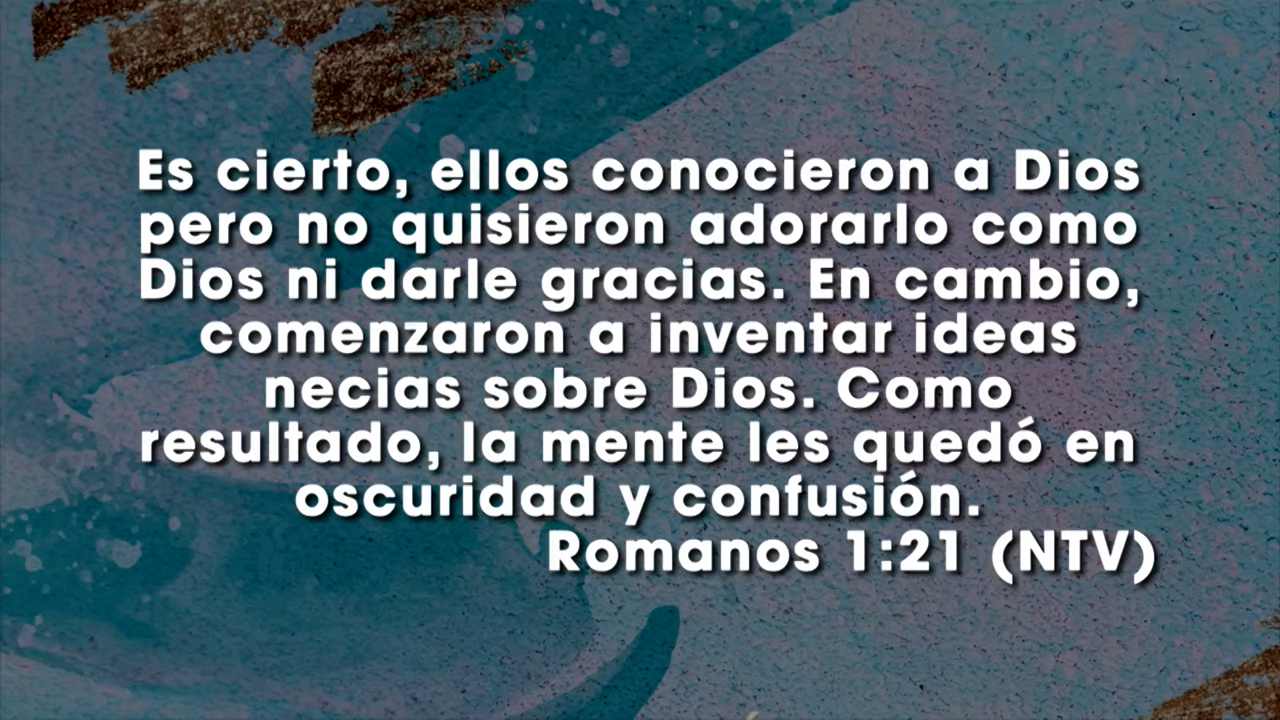 Es cierto, ellos conocieron a Dios
pero no quisieron adorarlo como
Dios ni darle gracias. En cambio,
comenzaron a inventar ideas
necias sobre Dios. Como
resultado, la mente les quedó en
oscuridad y confusión.
Romanos 1:21 (NTV)